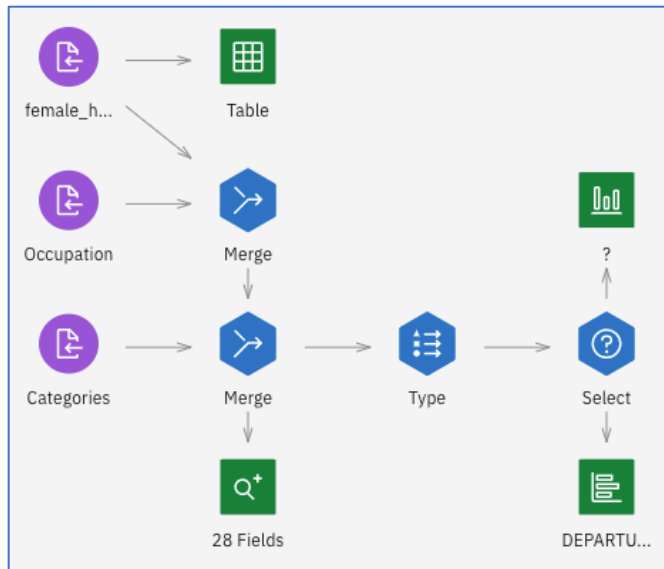 female_h...
Table
Occupation
Merge
?
Categories
Merge
Type
Select
28 Fields
DEPARTU...